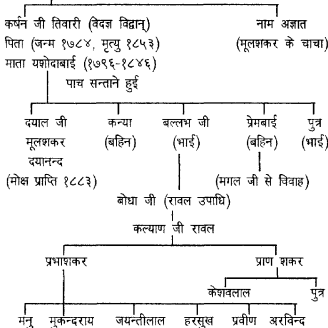 कर्षन जी तिवारी (वेदज्ञ विद्वान्) नाम अज्ञात
पिता (जन्म १७८४, मृत्यु १८५३) (मूलशकर के चाचा)
माता यशोदाबाई (१७९६-१८४६)
पाच सन्ताने हुई
दयाल जी कन्या बल्लभ जी प्रेमबाई पुत्र
मूलशकर (बहिन) (भाई) (बहिन) (भाई)
दयानन्द
(मोक्ष प्राप्ति १८८३) (मगल जी से विवाह)
बोघा जी (रावल उपाधि)
कल्याण जी रावल
प्रभाशकर प्राण शकर
केशवलाल पुत्र
मनु मुकन्दराय जयन्तीलाल हरसुख प्रवीण अरविन्द